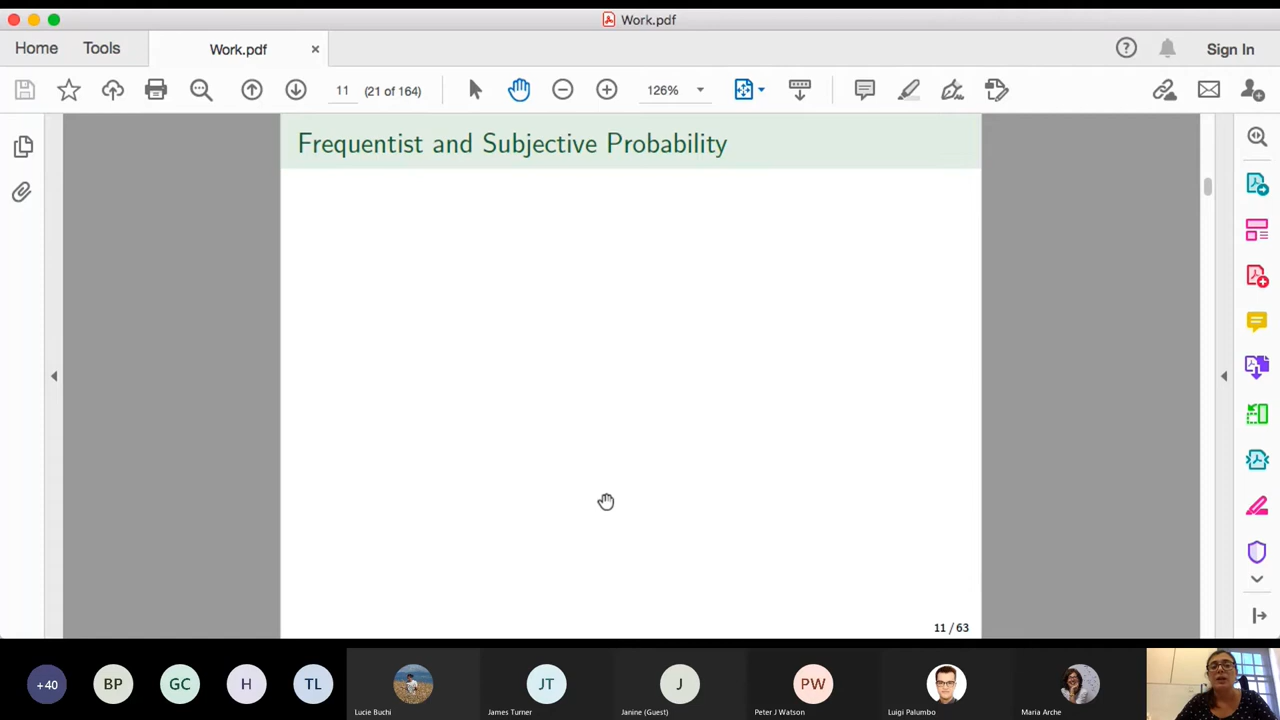 Work.pdf
Home
Tools
Work.pdf
×
Sign In
11
(21 of 164)
126%
Frequentist and Subjective Probability
11 / 63
+40
BP
GC
H
TL
JT
J
PW
Lucie Buchi
James Turner
Janine (Guest)
Peter J Watson
Luigi Palumbo
Maria Arche